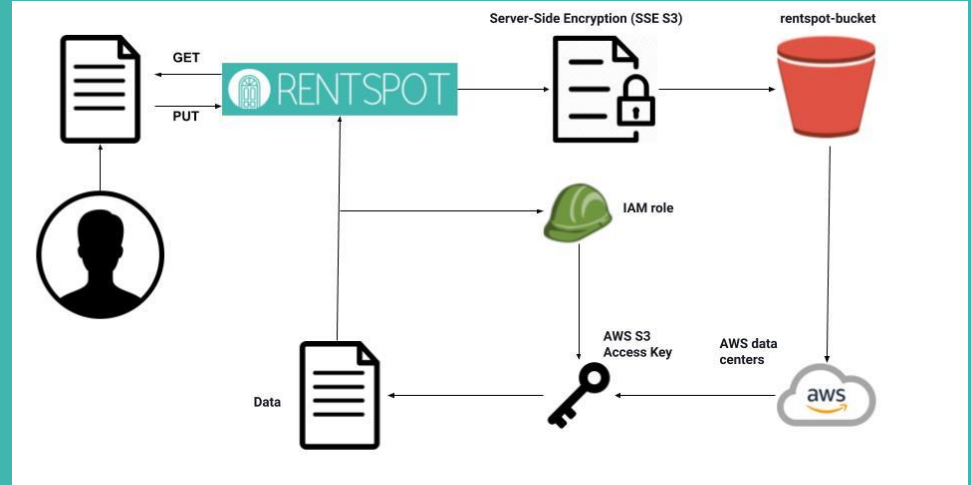 Server-Side Encryption (SSE S3)
rentspot-bucket
GET
RENTSPOT
PUT
IAM role
AWS S3
Access Key
AWS data
centers
aws
Data